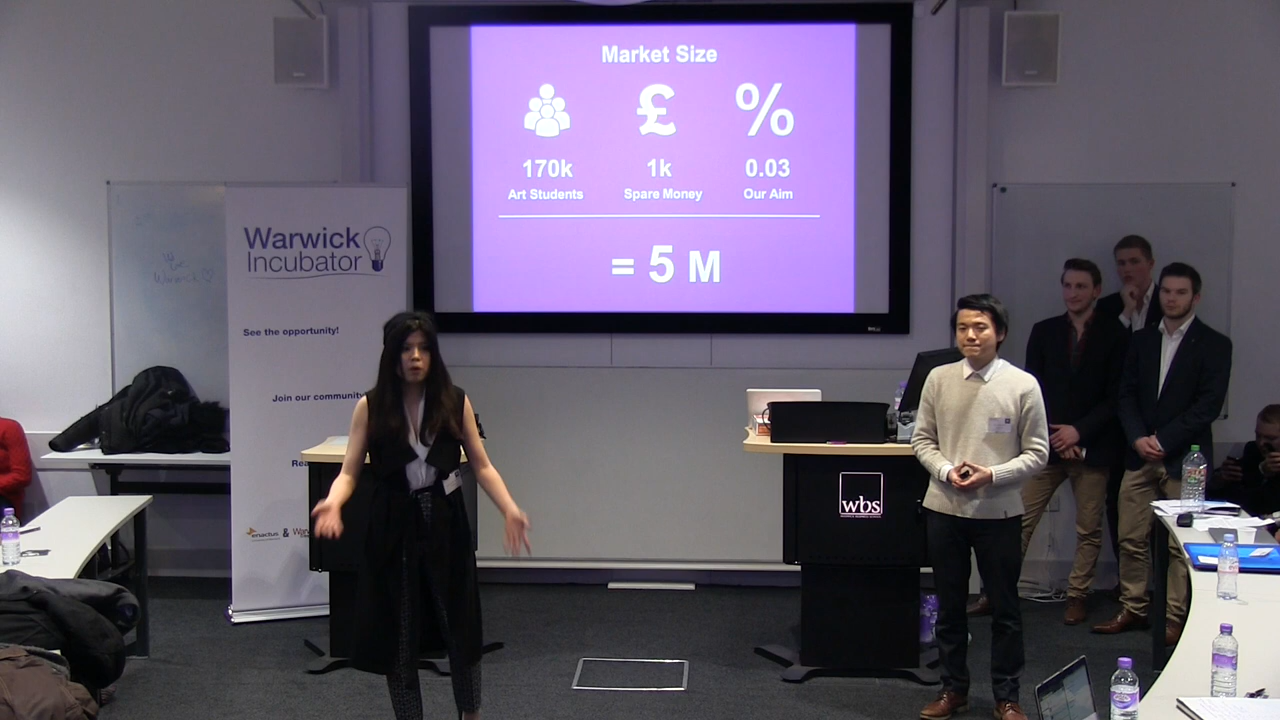 Market Size
£ %
170k 1k 0.03
Art Students Spare Money Our Aim
= 5 M
Warwick
Incubator
See the opportunity!
Join our community
enactus &
wbs